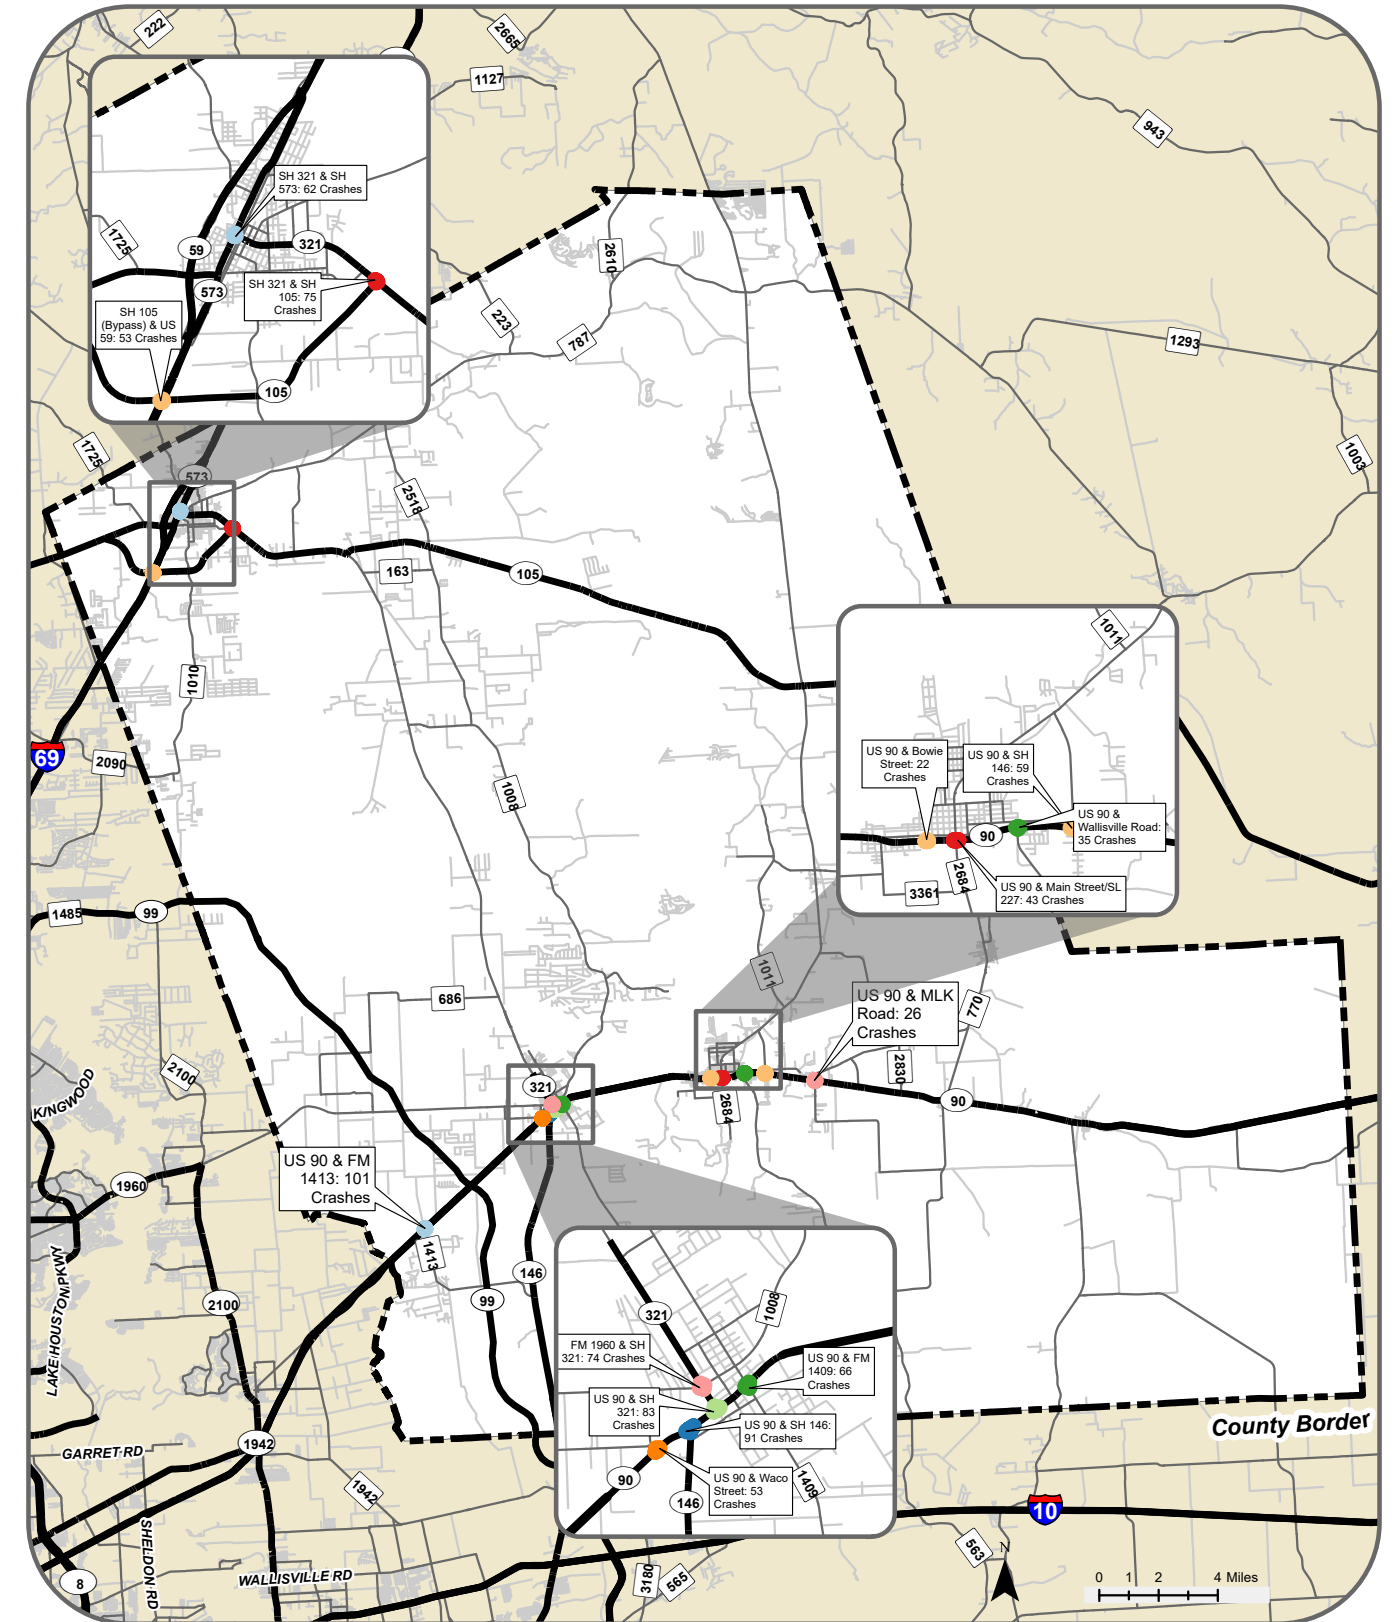 222
2665
1127
943
SH 321 & SH
573: 62 Crashes
1725
59
321
573
SH 321 & SH
105: 75
Crashes
SH 105
(Bypass) & US
59: 53 Crashes
105
2610
223
787
1293
1003
1725
573
2518
163
105
1010
69
2090
1008
1011
US 90 & Bowie
Street: 22
Crashes
US 90 & SH
146: 59
Crashes
US 90 &
Wallisville Road:
35 Crashes
90
2684
3361
US 90 & Main Street/SL
227: 43 Crashes
1485
99
686
1011
US 90 & MLK
Road: 26
Crashes
770
2830
2100
KINGWOOD
321
2684
90
US 90 & FM
1413: 101
Crashes
1960
1413
146
99
2100
LAKE HOUSTON PKWY
321
1008
FM 1960 & SH
321: 74 Crashes
US 90 & FM
1409: 66
Crashes
US 90 & SH
321: 83
Crashes
US 90 & SH 146:
91 Crashes
US 90 & Waco
Street: 53
Crashes
90
146
1409
County Border
1942
GARRET RD
1942
SHELDON RD
WALLISVILLE RD
8
10
563
3180
565
N
0 1 2 4 Miles